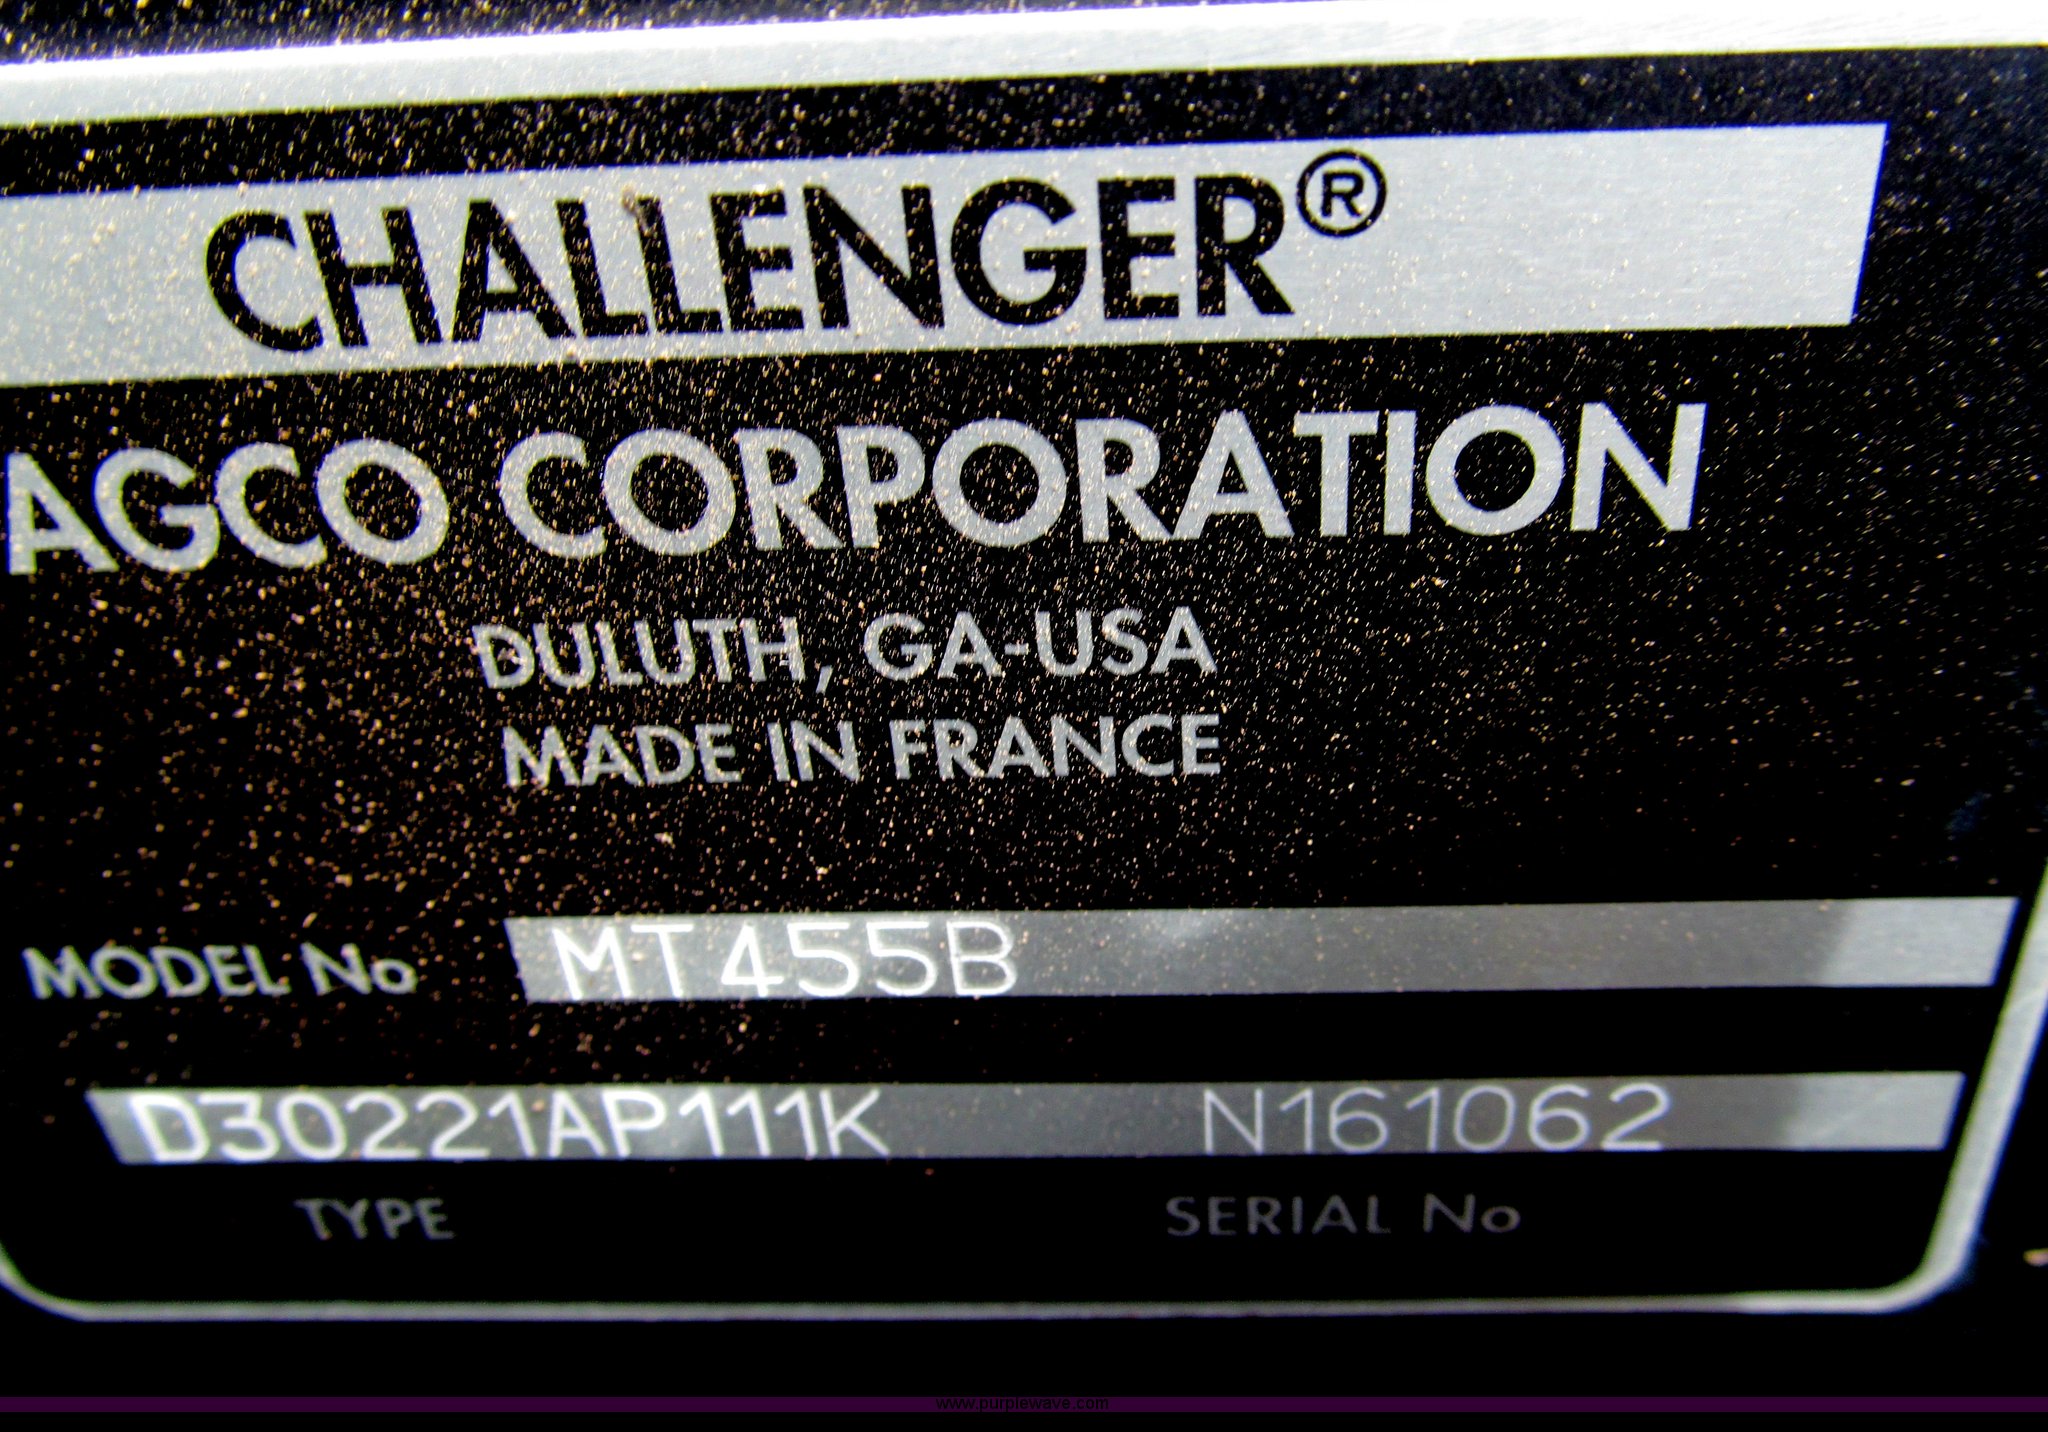 CHALLENGER®
AGCO CORPORATION
DULUTH, GA-USA
MADE IN FRANCE
MODEL No MT455B
D30221AP111K N161062
TYPE SERIAL No
www.purplewave.com